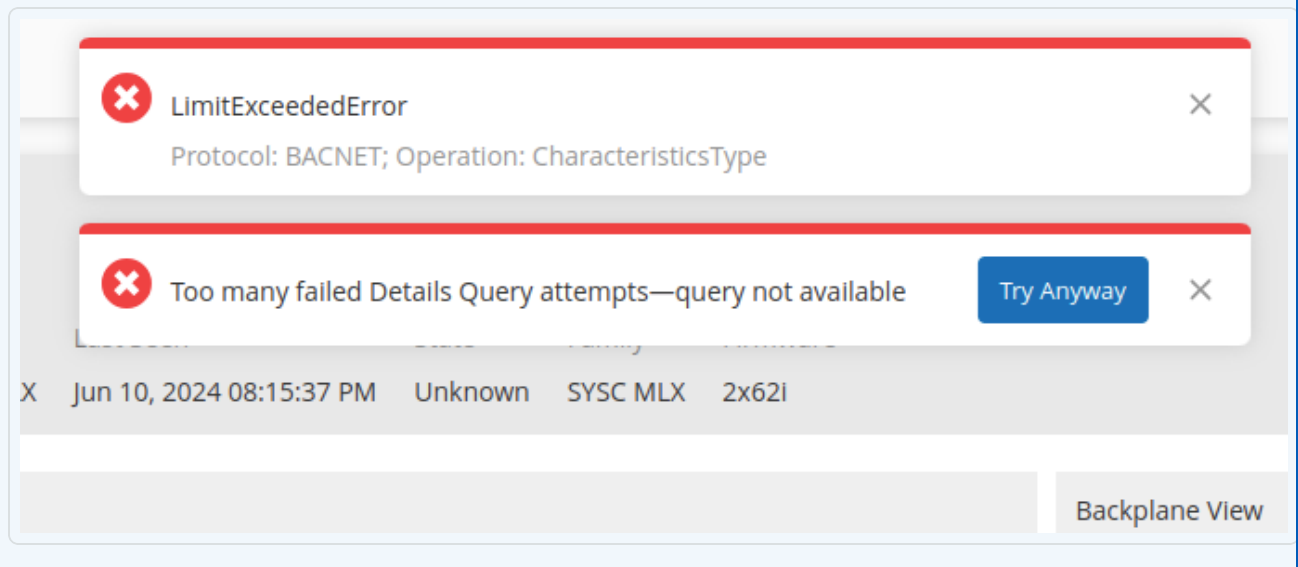 LimitExceededError
Protocol: BACNET; Operation: CharacteristicsType
Too many failed Details Query attempts—query not available
Try Anyway
X Jun 10, 2024 08:15:37 PM Unknown SYSC MLX 2x62i
Backplane View